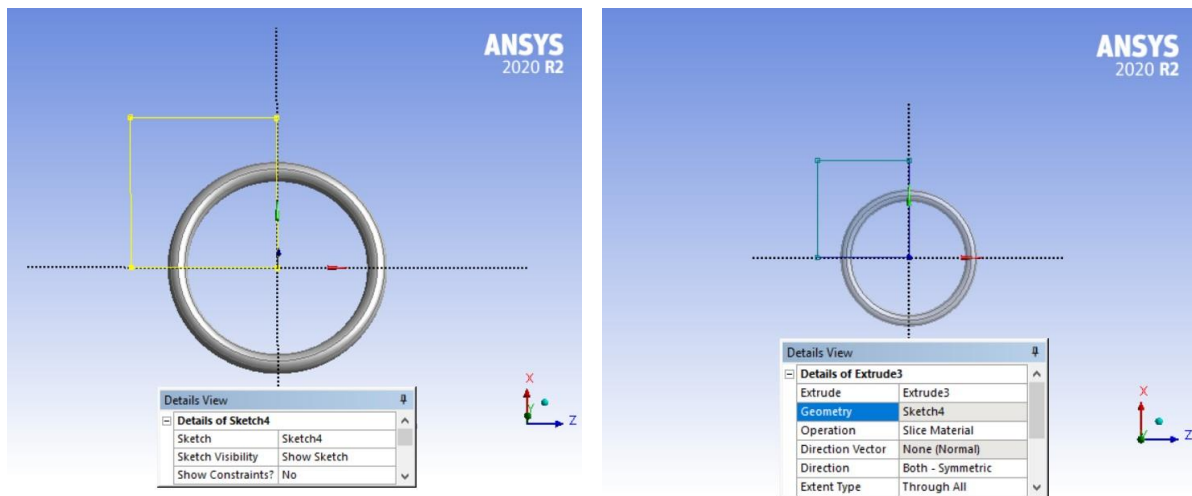 ANSYS
2020 R2
Details View
Details of Sketch4
Sketch Sketch4
Sketch Visibility Show Sketch
Show Constraints? No
X
Y
Z
ANSYS
2020 R2
Details View
Details of Extrude3
Extrude Extrude3
Geometry Sketch4
Operation Slice Material
Direction Vector None (Normal)
Direction Both - Symmetric
Extent Type Through All
X
Y
Z